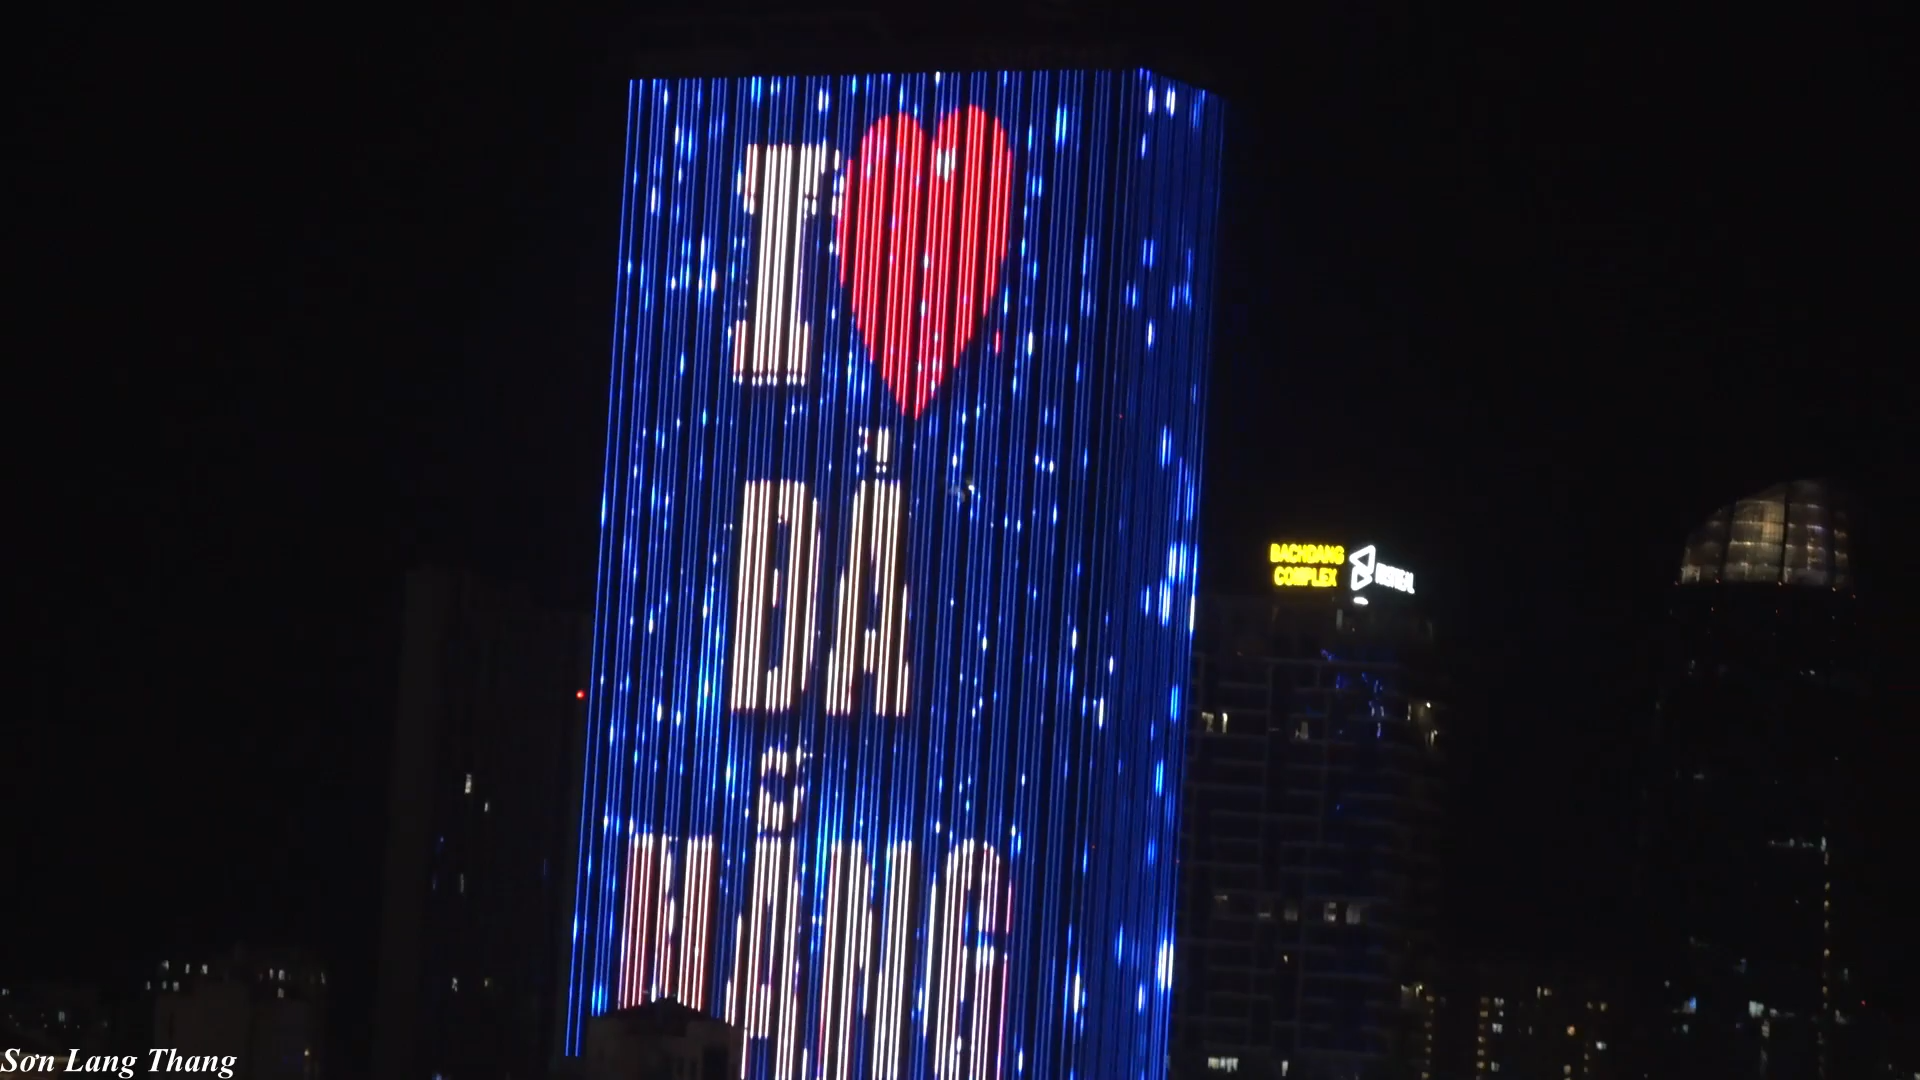 I ❤
ĐÀ
NẴNG
BACHDANG
COMPLEX
Sơn Lang Thang